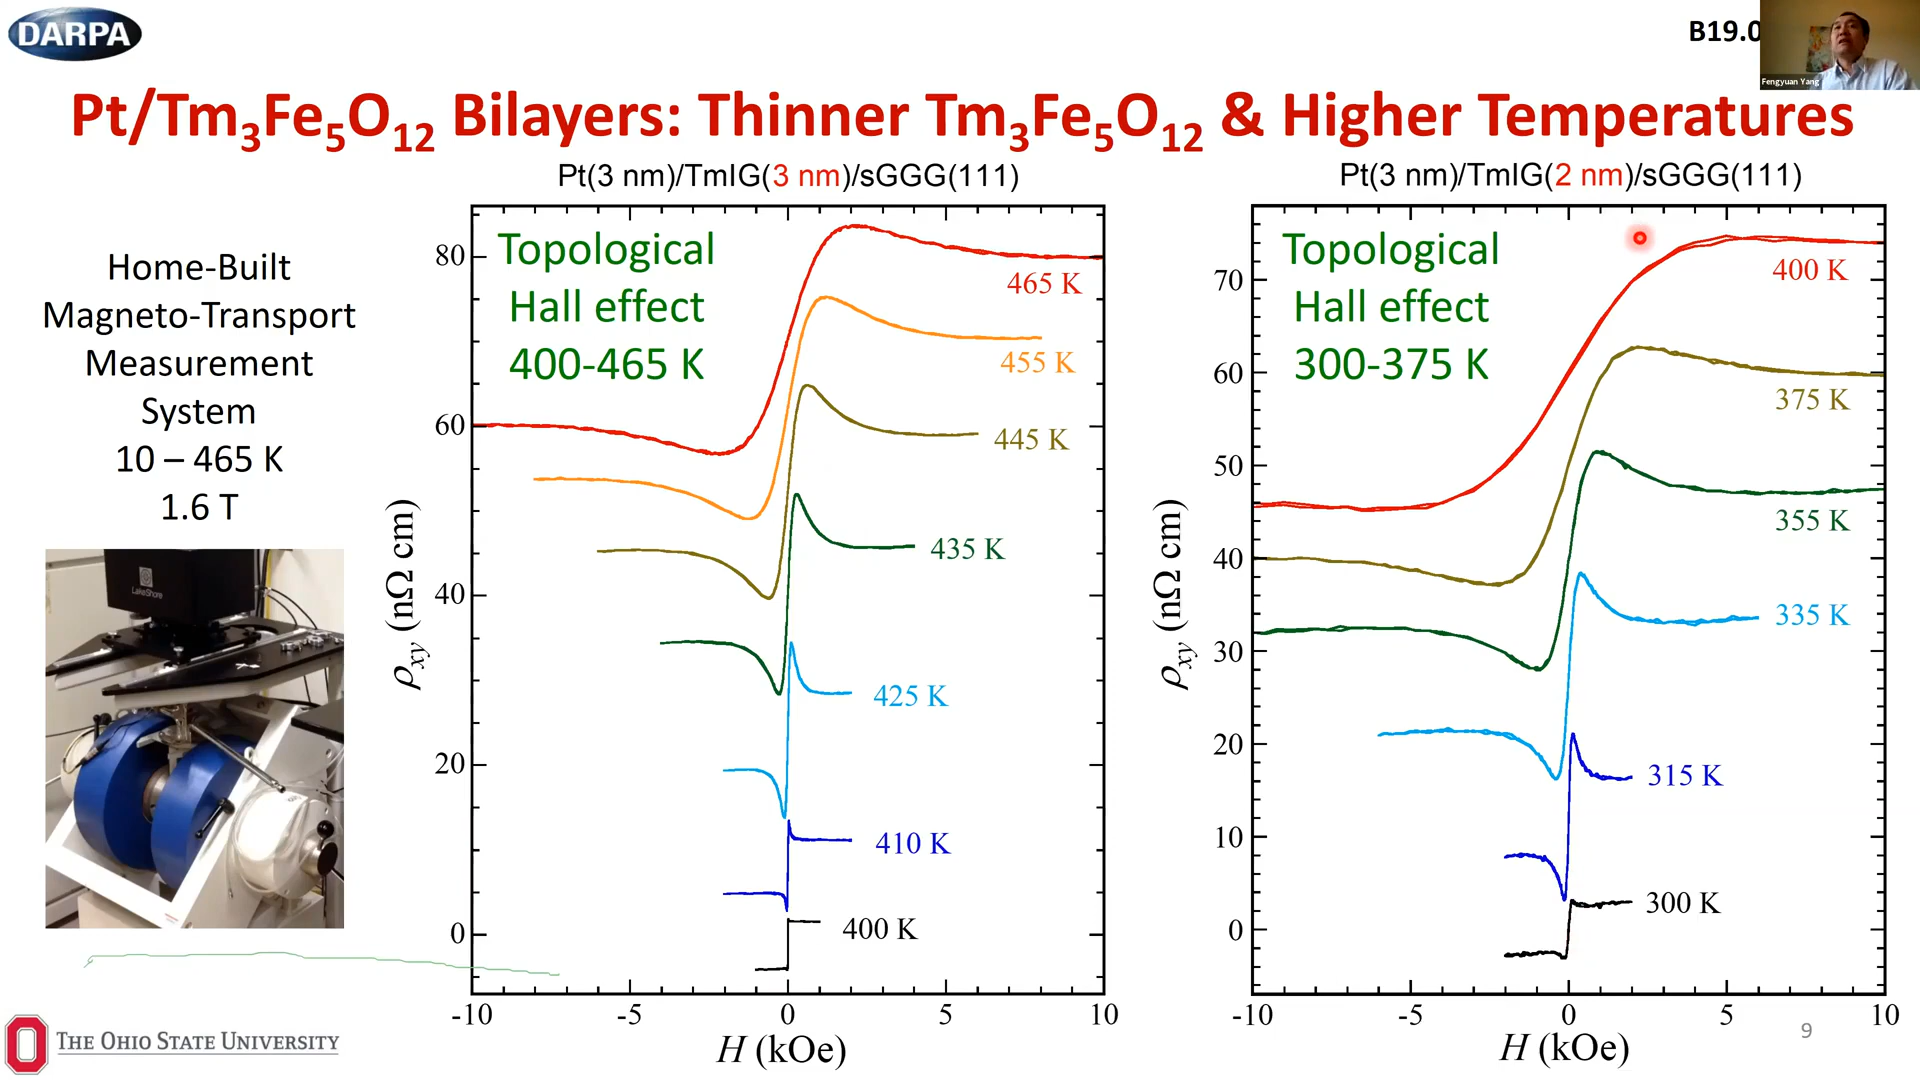 DARPA
B19.0
Fengyuan Yang
Pt/Tm₃Fe₅O₁₂ Bilayers: Thinner Tm₃Fe₅O₁₂ & Higher Temperatures
Home-Built
Magneto-Transport
Measurement
System
10 – 465 K
1.6 T
LakeShore
Pt(3 nm)/TmIG(3 nm)/sGGG(111)
Topological
Hall effect
400-465 K
80
60
40
20
0
ρxy (nΩ cm)
465 K
455 K
445 K
435 K
425 K
410 K
400 K
-10 -5 0 5 10
H (kOe)
Pt(3 nm)/TmIG(2 nm)/sGGG(111)
Topological
Hall effect
300-375 K
70
60
50
40
30
20
10
0
ρxy (nΩ cm)
400 K
375 K
355 K
335 K
315 K
300 K
-10 -5 0 5 10
H (kOe)
THE OHIO STATE UNIVERSITY
9